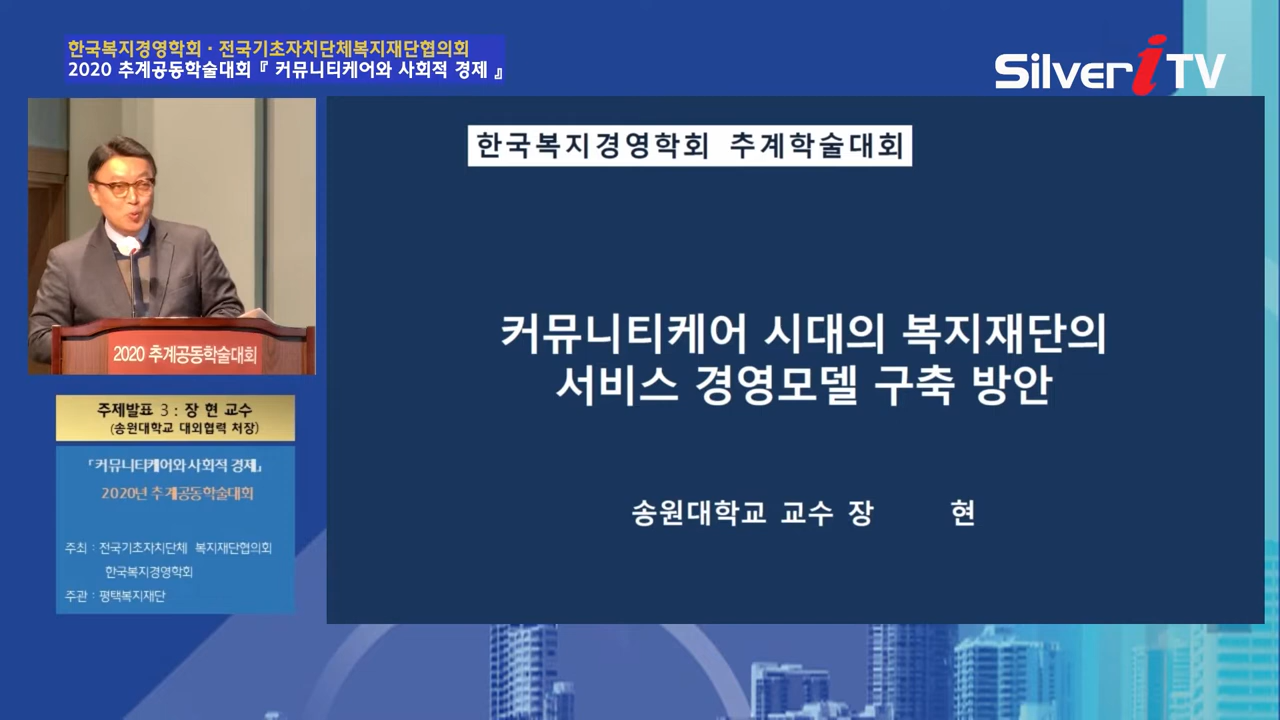 한국복지경영학회 · 전국기초자치단체복지재단협의회
2020 추계공동학술대회 『 커뮤니티케어와 사회적 경제 』
Silver i TV
한국복지경영학회 추계학술대회
커뮤니티케어 시대의 복지재단의
서비스 경영모델 구축 방안
송원대학교 교수 장 현
2020 추계공동학술대회
주제발표 3 : 장 현 교수
(송원대학교 대외협력 처장)
『커뮤니티케어와 사회적 경제』
2020년 추계공동학술대회
주최 : 전국기초자치단체 복지재단협의회
한국복지경영학회
주관 : 평택복지재단